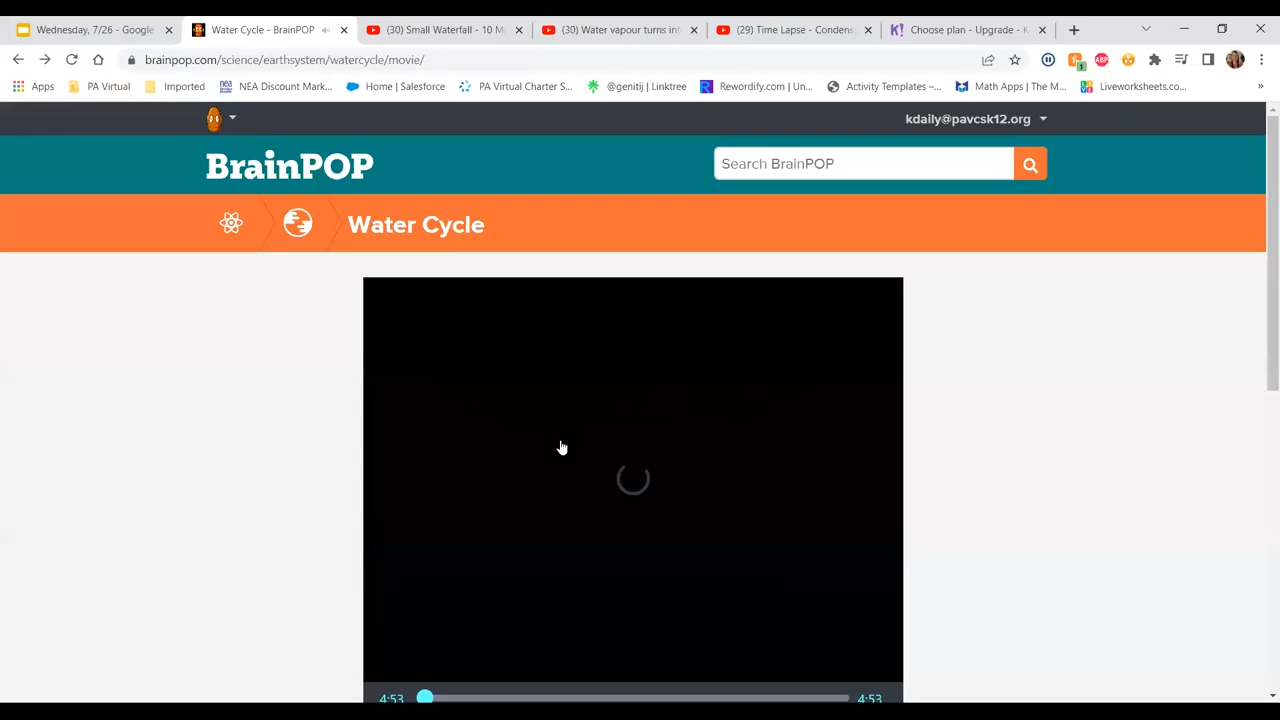 Wednesday, 7/26 - Google
Water Cycle - BrainPOP
(30) Small Waterfall - 10 M
(30) Water vapour turns int
(29) Time Lapse - Condens
Choose plan - Upgrade - K
brainpop.com/science/earthsystem/watercycle/movie/
1
ABP
Apps
PA Virtual
Imported
nea
NEA Discount Mark...
Home | Salesforce
PA Virtual Charter S...
@genitij | Linktree
R
Rewordify.com | Un...
Activity Templates –...
Math Apps | The M...
Liveworksheets.co...
»
kdaily@pavcsk12.org
BrainPOP
Search BrainPOP
Water Cycle
4:53
4:53